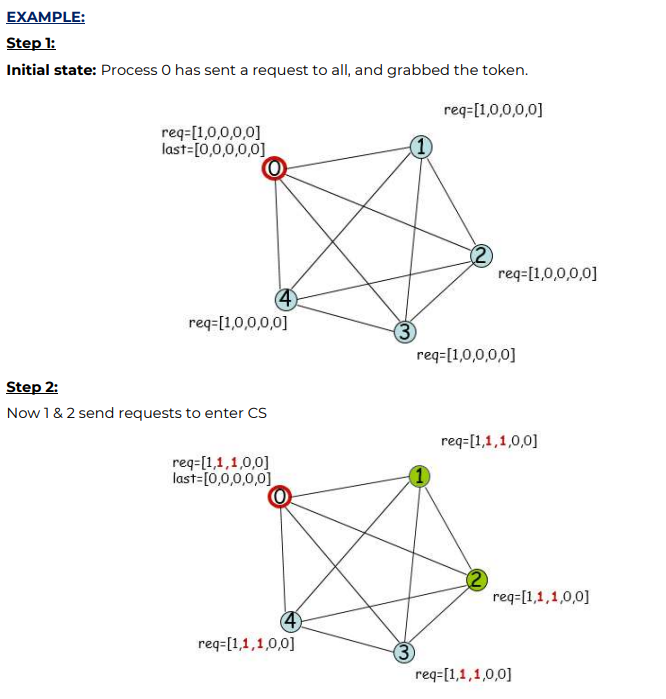 EXAMPLE:
Step 1:
Initial state: Process 0 has sent a request to all, and grabbed the token.
req=[1,0,0,0,0]
req=[1,0,0,0,0]
last=[0,0,0,0,0]
0
1
2
req=[1,0,0,0,0]
4
req=[1,0,0,0,0]
3
req=[1,0,0,0,0]
Step 2:
Now 1 & 2 send requests to enter CS
req=[1,1,1,0,0]
req=[1,1,1,0,0]
last=[0,0,0,0,0]
0
1
2
req=[1,1,1,0,0]
4
req=[1,1,1,0,0]
3
req=[1,1,1,0,0]